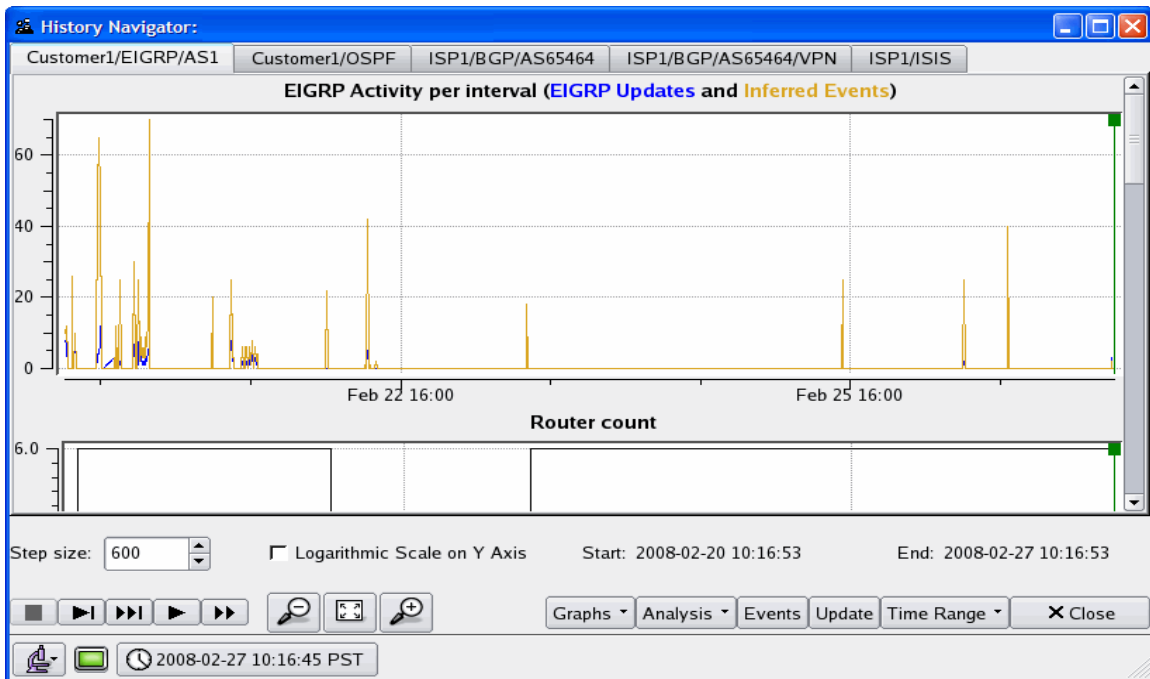 History Navigator:
Customer1/EIGRP/AS1 Customer1/OSPF ISP1/BGP/AS65464 ISP1/BGP/AS65464/VPN ISP1/ISIS
EIGRP Activity per interval (EIGRP Updates and Inferred Events)
60
40
20
0
Feb 22 16:00 Feb 25 16:00
Router count
6.0
Step size: 600 Logarithmic Scale on Y Axis Start: 2008-02-20 10:16:53 End: 2008-02-27 10:16:53
Graphs Analysis Events Update Time Range Close
2008-02-27 10:16:45 PST